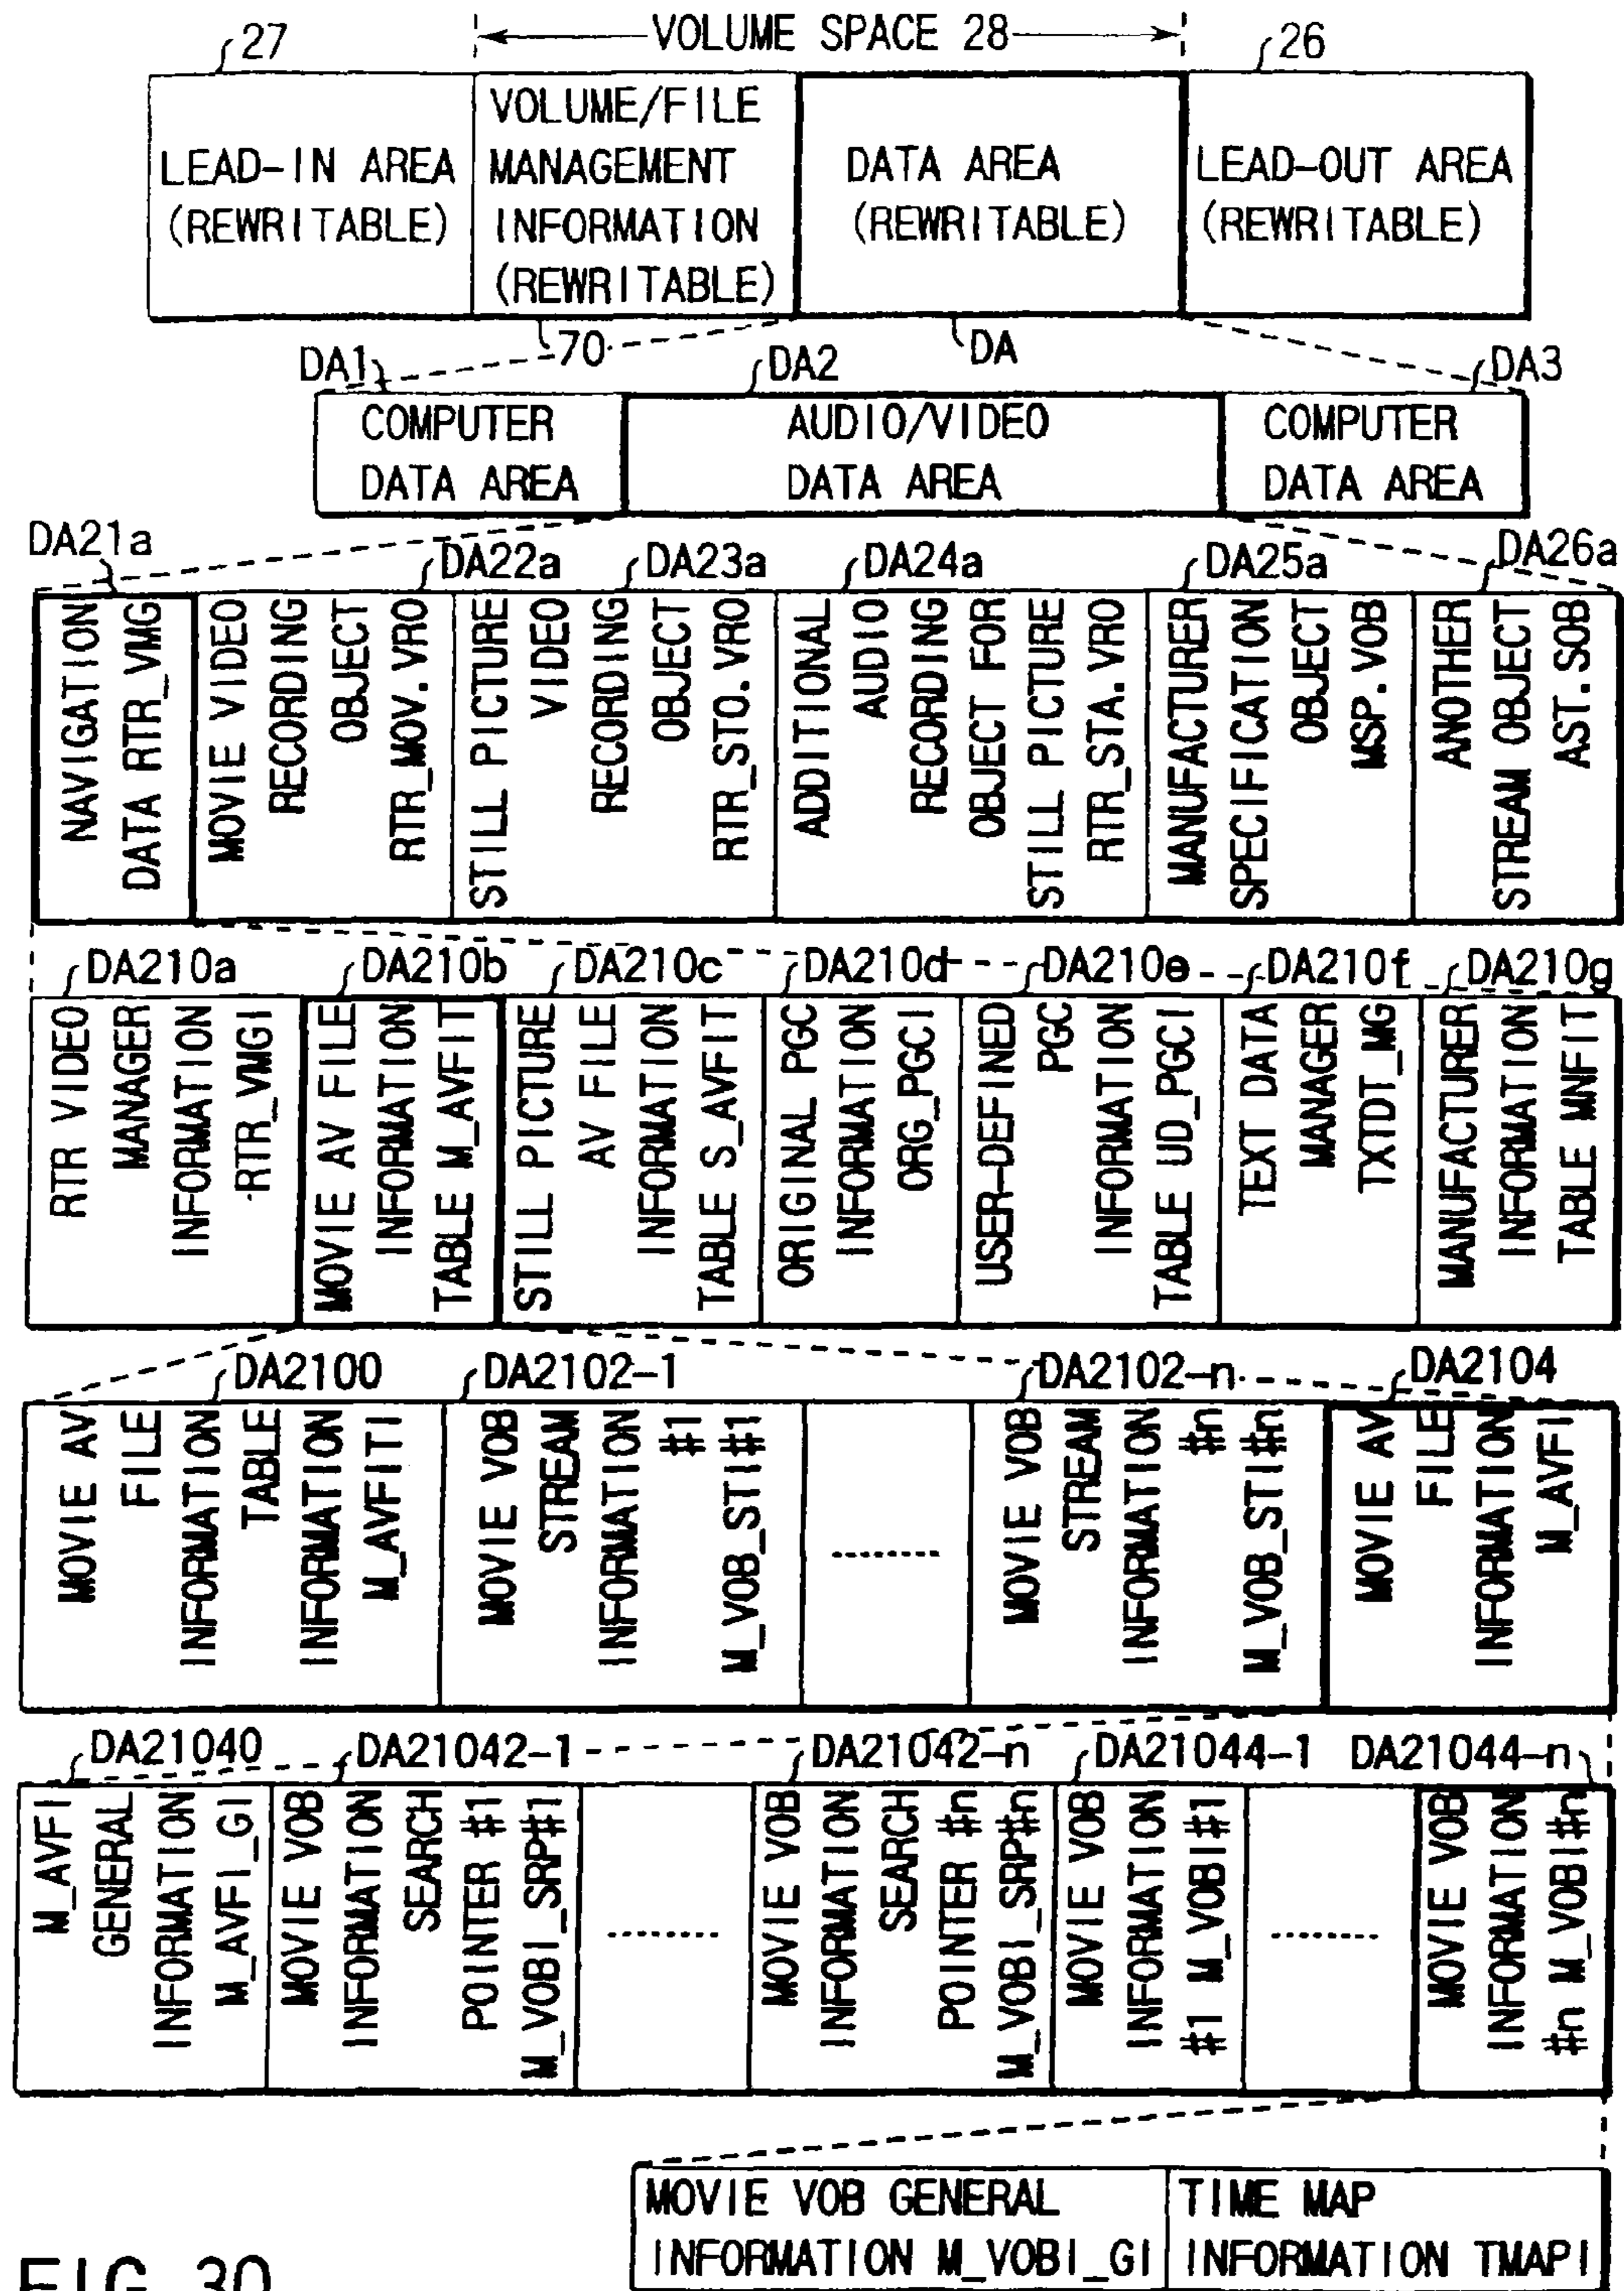 27
VOLUME SPACE 28
26
LEAD-IN AREA
(REWRITABLE)
VOLUME/FILE
MANAGEMENT
INFORMATION
(REWRITABLE)
DATA AREA
(REWRITABLE)
LEAD-OUT AREA
(REWRITABLE)
70
DA
DA1
DA2
DA3
COMPUTER
DATA AREA
AUDIO/VIDEO
DATA AREA
COMPUTER
DATA AREA
DA21a
DA22a
DA23a
DA24a
DA25a
DA26a
NAVIGATION
DATA RTR_VMG
MOVIE VIDEO
RECORDING
OBJECT
RTR_MOV.VRO
STILL PICTURE
VIDEO
RECORDING
OBJECT
RTR_STO.VRO
ADDITIONAL
AUDIO
RECORDING
OBJECT FOR
STILL PICTURE
RTR_STA.VRO
MANUFACTURER
SPECIFICATION
OBJECT
MSP.VOB
ANOTHER
STREAM OBJECT
AST.SOB
DA210a
DA210b
DA210c
DA210d
DA210e
DA210f
DA210g
RTR VIDEO
MANAGER
INFORMATION
RTR_VMGI
MOVIE AV FILE
INFORMATION
TABLE M_AVFIT
STILL PICTURE
AV FILE
INFORMATION
TABLE S_AVFIT
ORIGINAL PGC
INFORMATION
ORG_PGCI
USER-DEFINED
PGC
INFORMATION
TABLE UD_PGCI
TEXT DATA
MANAGER
TXTDT_MG
MANUFACTURER
INFORMATION
TABLE MNFIT
DA2100
DA2102-1
DA2102-n
DA2104
MOVIE AV
FILE
INFORMATION
TABLE
INFORMATION
M_AVFITI
MOVIE VOB
STREAM
INFORMATION
#1
M_VOB_STI#1
MOVIE VOB
STREAM
INFORMATION
#n
M_VOB_STI#n
MOVIE AV
FILE
INFORMATION
M_AVFI
DA21040
DA21042-1
DA21042-n
DA21044-1
DA21044-n
M_AVFI
GENERAL
INFORMATION
M_AVFI_GI
MOVIE VOB
INFORMATION
SEARCH
POINTER #1
M_VOBI_SRP#1
MOVIE VOB
INFORMATION
SEARCH
POINTER #n
M_VOBI_SRP#n
MOVIE VOB
INFORMATION
#1 M_VOBI#1
MOVIE VOB
INFORMATION
#n M_VOBI#n
MOVIE VOB GENERAL
INFORMATION M_VOBI_GI
TIME MAP
INFORMATION TMAPI
FIG. 30